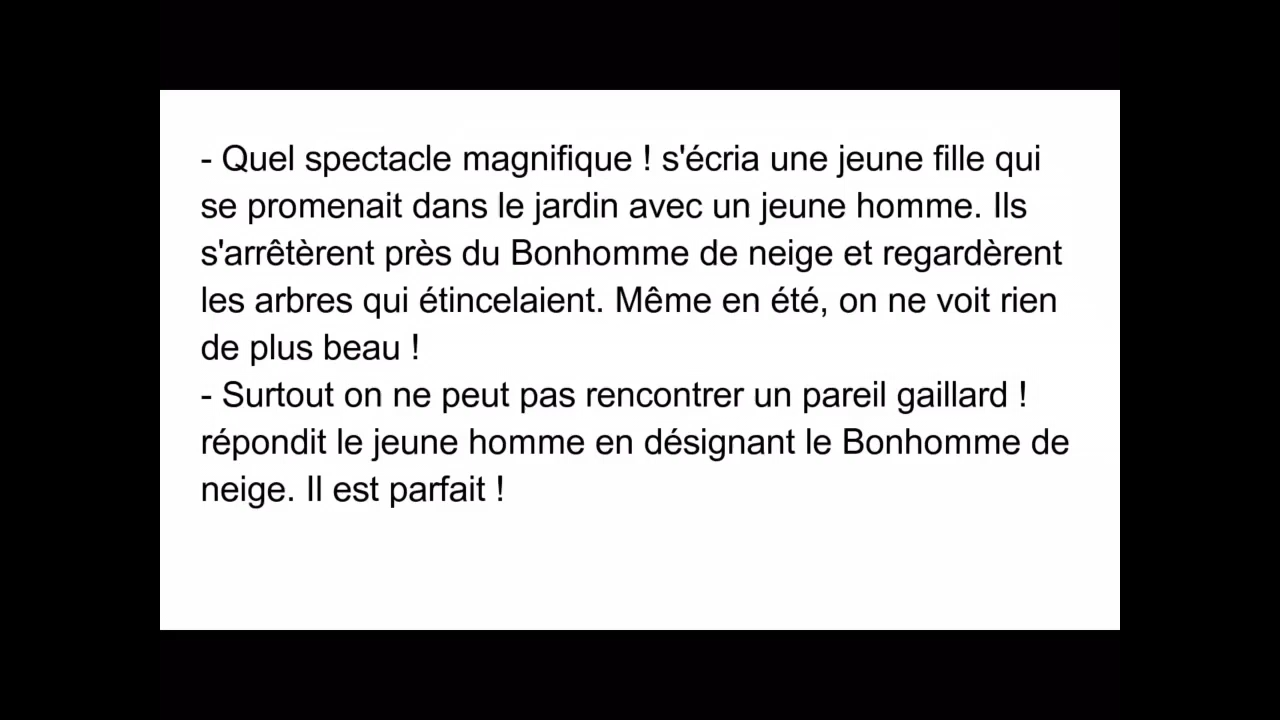 - Quel spectacle magnifique ! s'écria une jeune fille qui
se promenait dans le jardin avec un jeune homme. Ils
s'arrêtèrent près du Bonhomme de neige et regardèrent
les arbres qui étincelaient. Même en été, on ne voit rien
de plus beau !
- Surtout on ne peut pas rencontrer un pareil gaillard !
répondit le jeune homme en désignant le Bonhomme de
neige. Il est parfait !